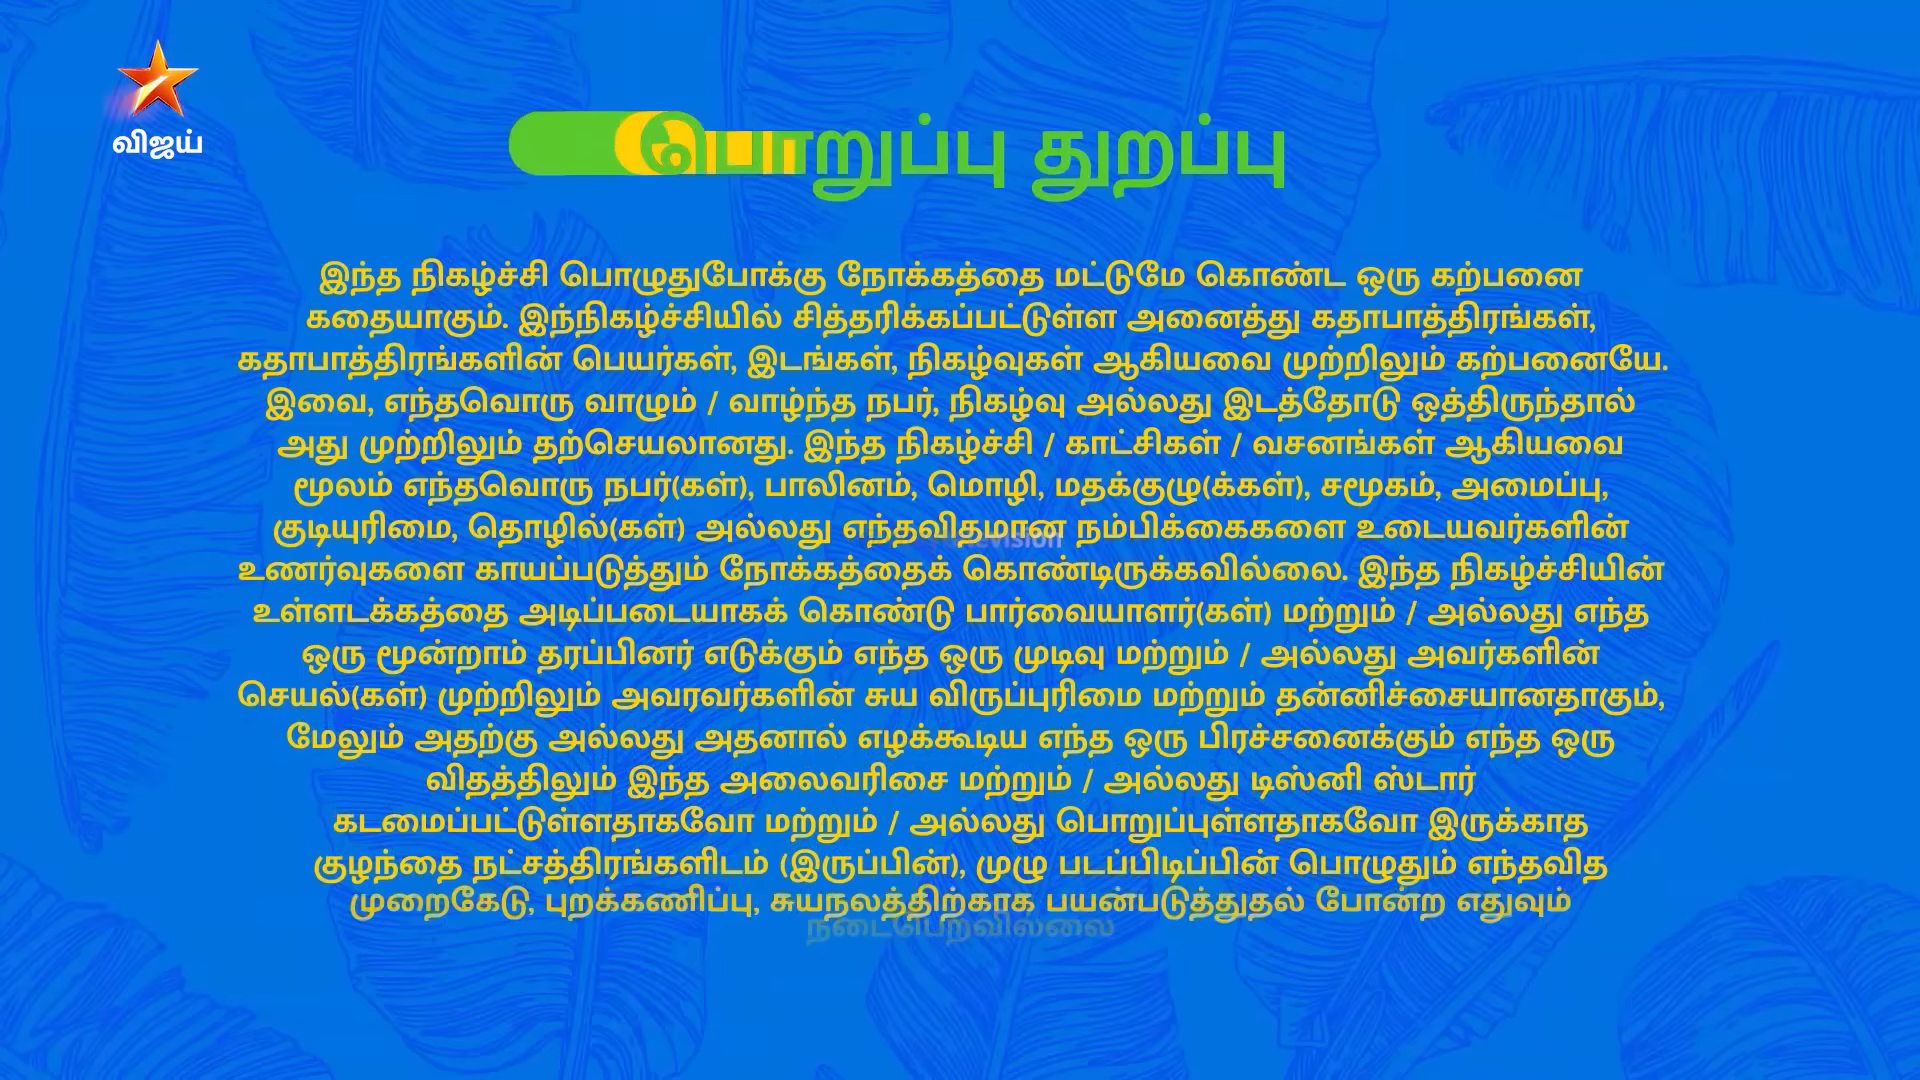 விஜய்
பொறுப்பு துறப்பு
இந்த நிகழ்ச்சி பொழுதுபோக்கு நோக்கத்தை மட்டுமே கொண்ட ஒரு கற்பனை
கதையாகும். இந்நிகழ்ச்சியில் சித்தரிக்கப்பட்டுள்ள அனைத்து கதாபாத்திரங்கள்,
கதாபாத்திரங்களின் பெயர்கள், இடங்கள், நிகழ்வுகள் ஆகியவை முற்றிலும் கற்பனையே.
இவை, எந்தவொரு வாழும் / வாழ்ந்த நபர், நிகழ்வு அல்லது இடத்தோடு ஒத்திருந்தால்
அது முற்றிலும் தற்செயலானது. இந்த நிகழ்ச்சி / காட்சிகள் / வசனங்கள் ஆகியவை
மூலம் எந்தவொரு நபர்(கள்), பாலினம், மொழி, மதக்குழு(க்கள்), சமூகம், அமைப்பு,
குடியுரிமை, தொழில்(கள்) அல்லது எந்தவிதமான நம்பிக்கைகளை உடையவர்களின்
உணர்வுகளை காயப்படுத்தும் நோக்கத்தைக் கொண்டிருக்கவில்லை. இந்த நிகழ்ச்சியின்
உள்ளடக்கத்தை அடிப்படையாகக் கொண்டு பார்வையாளர்(கள்) மற்றும் / அல்லது எந்த
ஒரு மூன்றாம் தரப்பினர் எடுக்கும் எந்த ஒரு முடிவு மற்றும் / அல்லது அவர்களின்
செயல்(கள்) முற்றிலும் அவரவர்களின் சுய விருப்புரிமை மற்றும் தன்னிச்சையானதாகும்,
மேலும் அதற்கு அல்லது அதனால் எழக்கூடிய எந்த ஒரு பிரச்சனைக்கும் எந்த ஒரு
விதத்திலும் இந்த அலைவரிசை மற்றும் / அல்லது டிஸ்னி ஸ்டார்
கடமைப்பட்டுள்ளதாகவோ மற்றும் / அல்லது பொறுப்புள்ளதாகவோ இருக்காத
குழந்தை நட்சத்திரங்களிடம் (இருப்பின்), முழு படப்பிடிப்பின் பொழுதும் எந்தவித
முறைகேடு, புறக்கணிப்பு, சுயநலத்திற்காக பயன்படுத்துதல் போன்ற எதுவும்
நடைபெறவில்லை